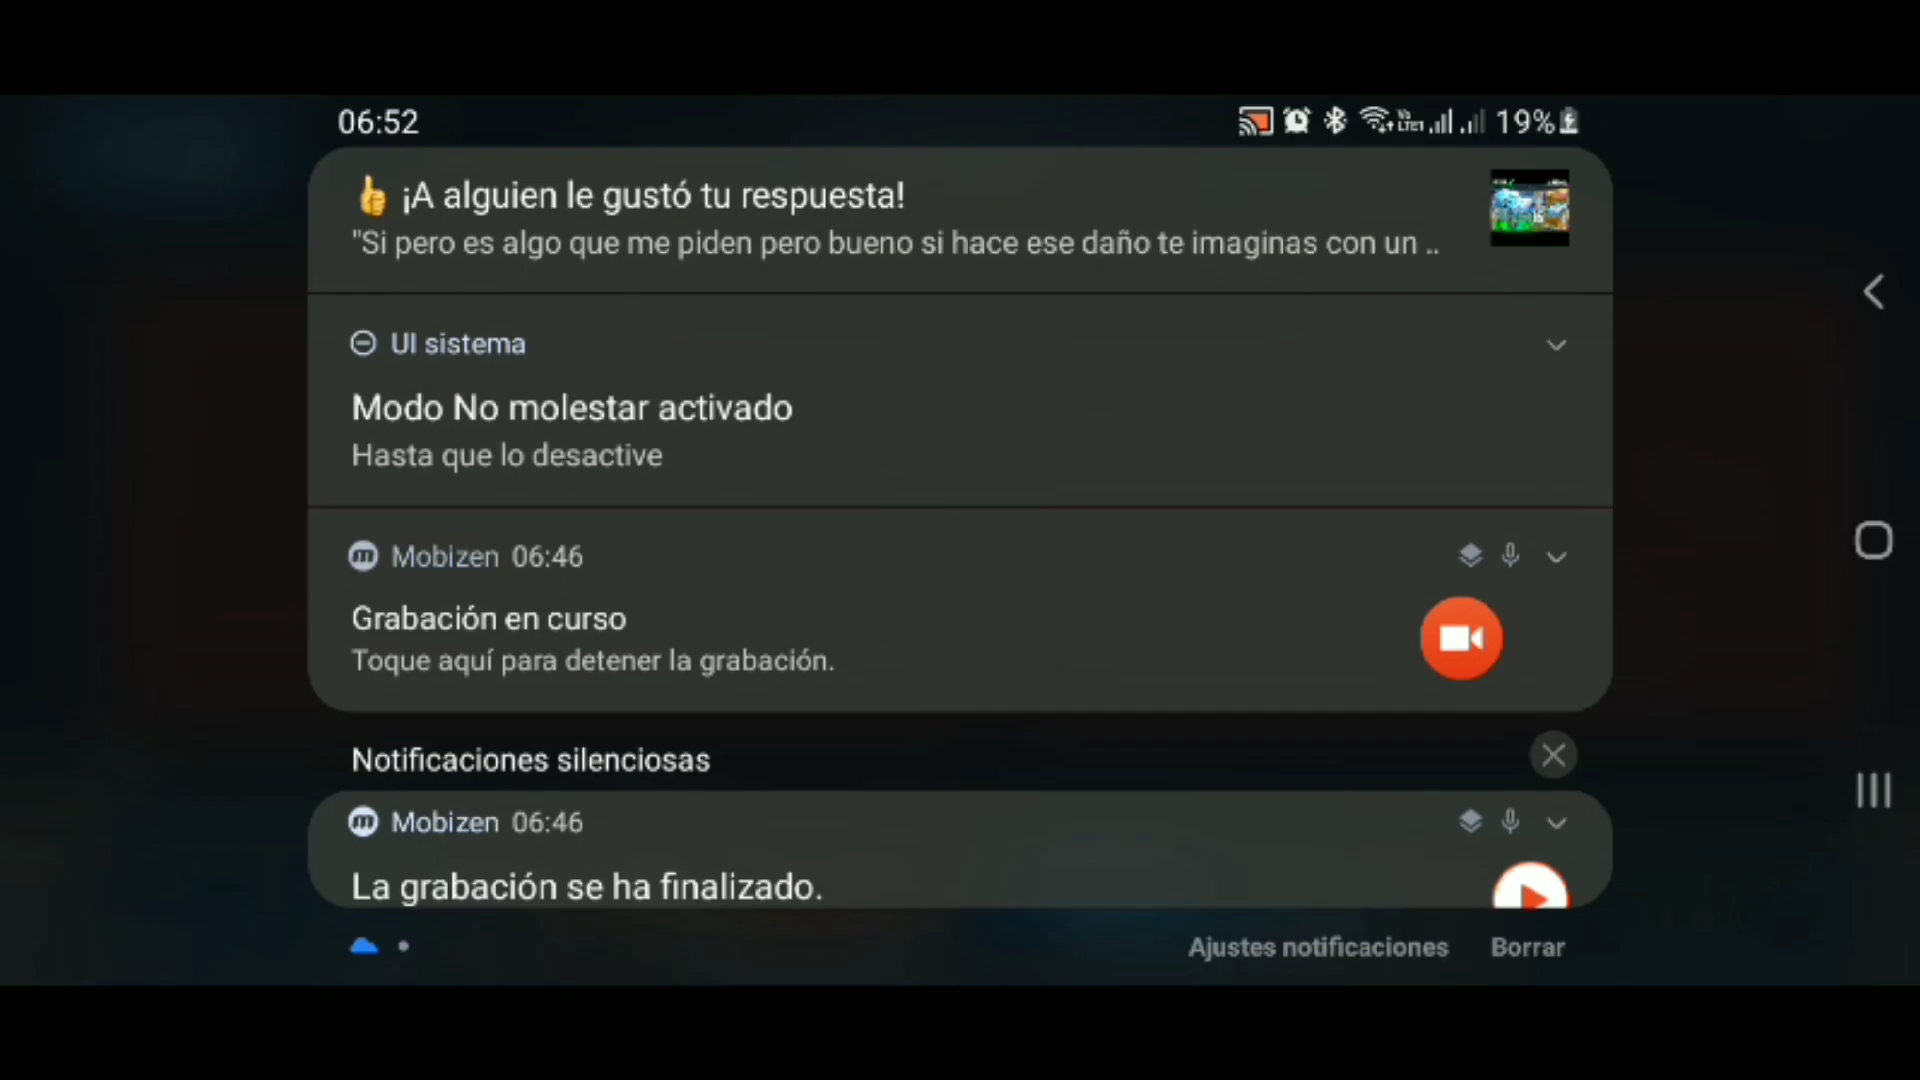 06:52
19%
👍 ¡A alguien le gustó tu respuesta!
"Si pero es algo que me piden pero bueno si hace ese daño te imaginas con un ..
UI sistema
Modo No molestar activado
Hasta que lo desactive
Mobizen 06:46
Grabación en curso
Toque aquí para detener la grabación.
Notificaciones silenciosas
Mobizen 06:46
La grabación se ha finalizado.
Ajustes notificaciones
Borrar